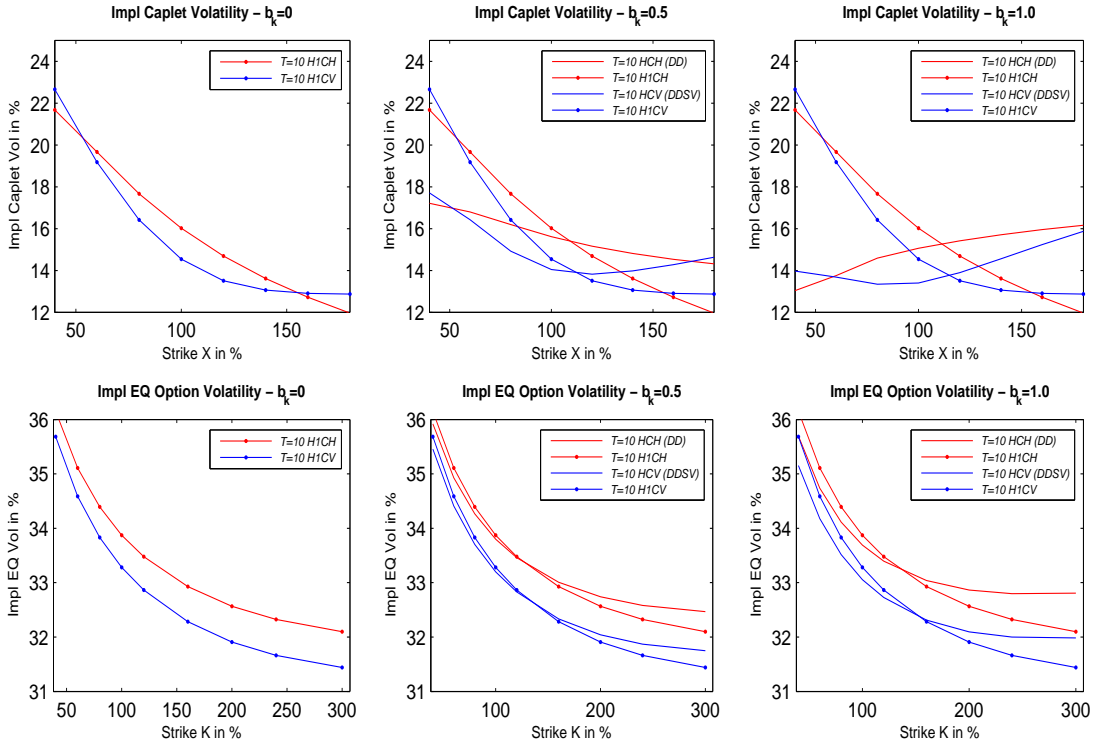 Impl Caplet Volatility – b_k=0
Impl Caplet Vol in %
24
22
20
18
16
14
12
50
100
150
Strike X in %
T=10 H1CH
T=10 H1CV
Impl Caplet Volatility – b_k=0.5
Impl Caplet Vol in %
24
22
20
18
16
14
12
50
100
150
Strike X in %
T=10 HCH (DD)
T=10 H1CH
T=10 HCV (DDSV)
T=10 H1CV
Impl Caplet Volatility – b_k=1.0
Impl Caplet Vol in %
24
22
20
18
16
14
12
50
100
150
Strike X in %
T=10 HCH (DD)
T=10 H1CH
T=10 HCV (DDSV)
T=10 H1CV
Impl EQ Option Volatility – b_k=0
Impl EQ Vol in %
36
35
34
33
32
31
50
100
150
200
250
300
Strike K in %
T=10 H1CH
T=10 H1CV
Impl EQ Option Volatility – b_k=0.5
Impl EQ Vol in %
36
35
34
33
32
31
100
200
300
Strike K in %
T=10 HCH (DD)
T=10 H1CH
T=10 HCV (DDSV)
T=10 H1CV
Impl EQ Option Volatility – b_k=1.0
Impl EQ Vol in %
36
35
34
33
32
31
100
200
300
Strike K in %
T=10 HCH (DD)
T=10 H1CH
T=10 HCV (DDSV)
T=10 H1CV